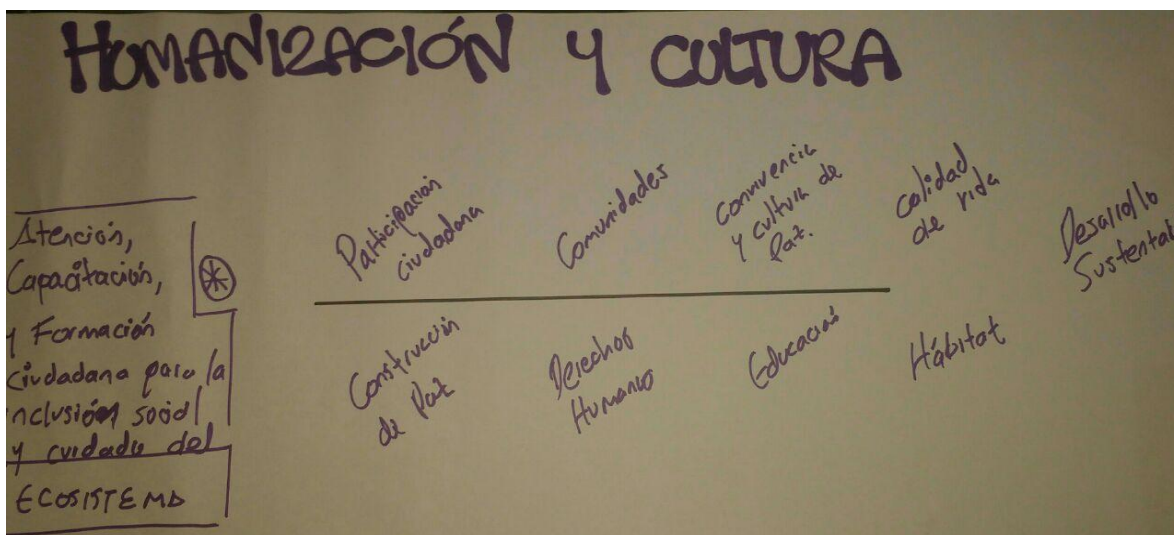 HUMANIZACIÓN Y CULTURA
Atención,
Capacitación,
y Formación
Ciudadana para la
inclusión social
y cuidado del
ECOSISTEMA
Participación
ciudadana
Comunidades
Convivencia
y cultura de
Paz.
calidad
de vida
Desarrollo
Sustentab
Construcción
de Paz
Derechos
Humanos
Educación
Hábitat